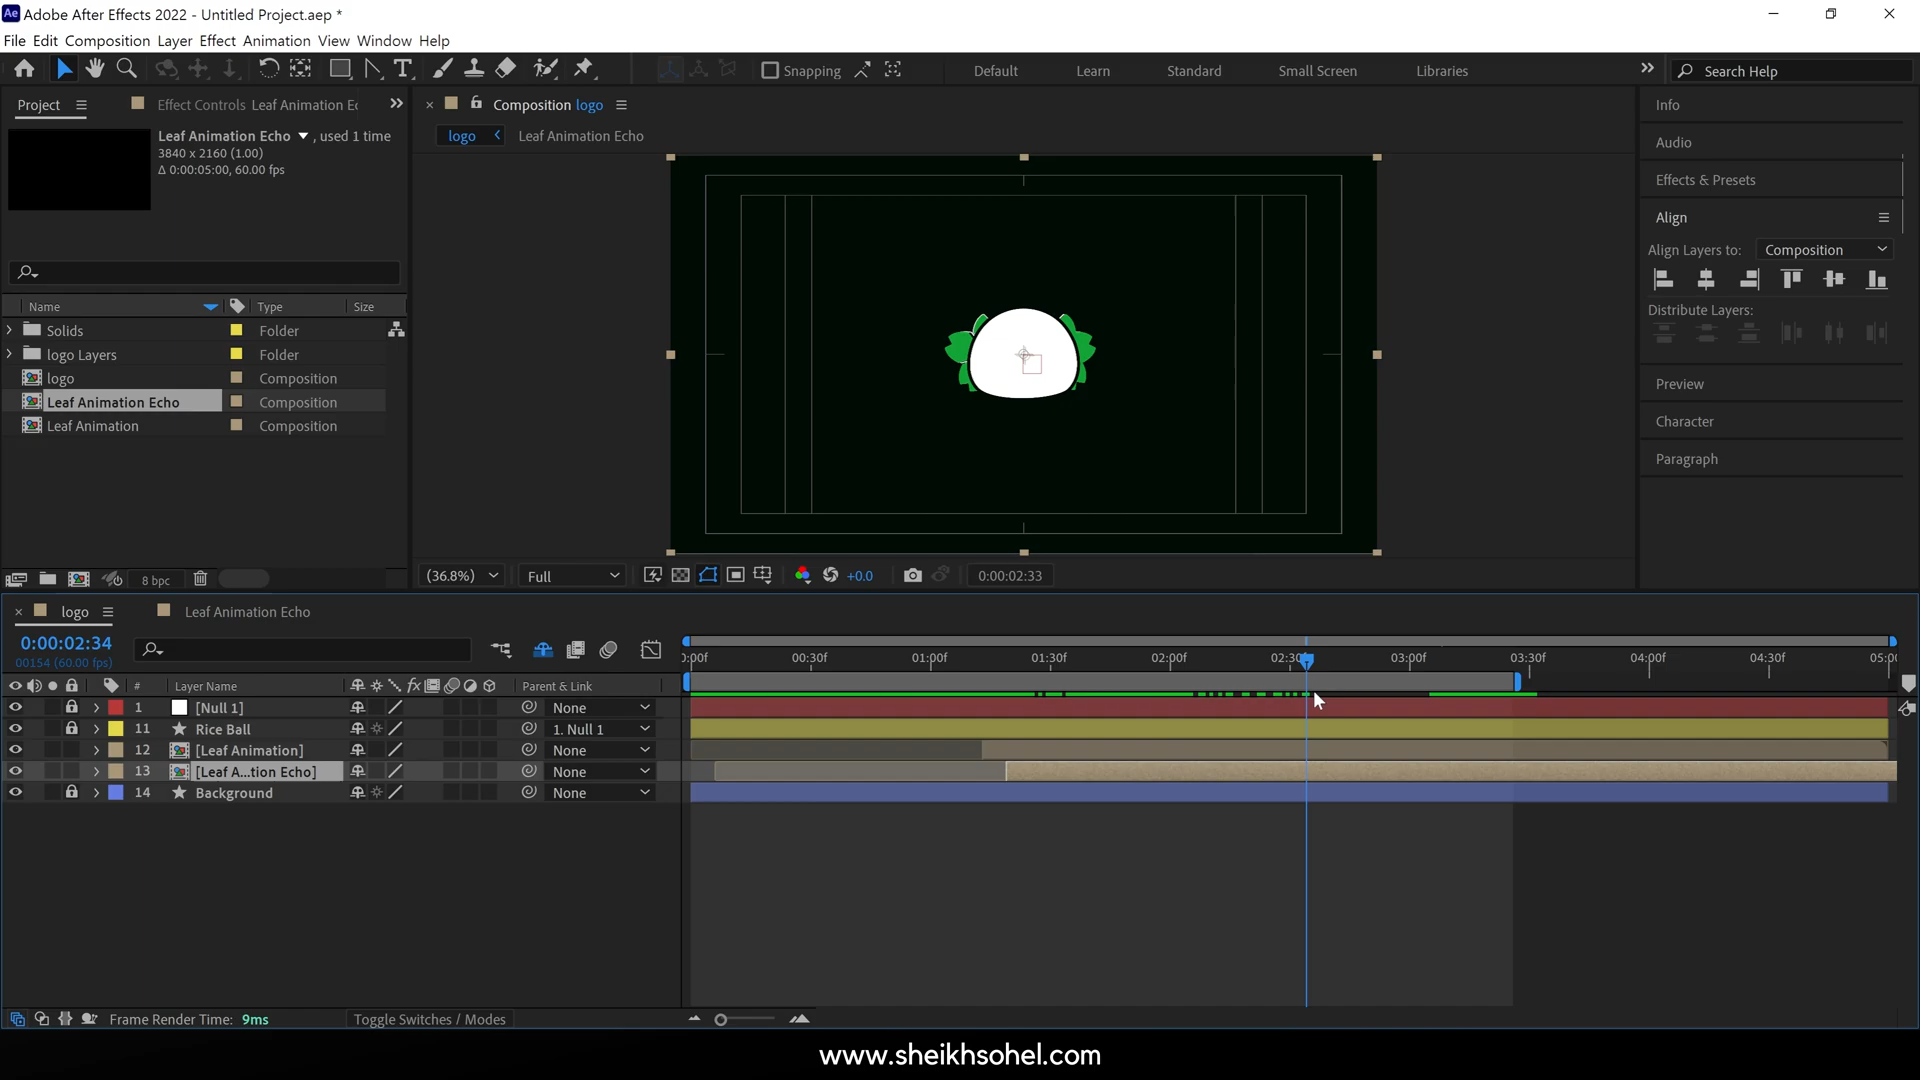 Ae Adobe After Effects 2022 - Untitled Project.aep *
File Edit Composition Layer Effect Animation View Window Help
Snapping Default Learn Standard Small Screen Libraries Search Help
Project Effect Controls Leaf Animation Ec
Composition logo
logo Leaf Animation Echo
Leaf Animation Echo , used 1 time
3840 x 2160 (1.00)
Δ 0:00:05:00, 60.00 fps
Name Type Size
Solids Folder
logo Layers Folder
logo Composition
Leaf Animation Echo Composition
Leaf Animation Composition
8 bpc
(36.8%) Full +0.0 0:00:02:33
Info
Audio
Effects & Presets
Align
Align Layers to: Composition
Distribute Layers:
Preview
Character
Paragraph
logo Leaf Animation Echo
0:00:02:34
00154 (60.00 fps)
0:00f 00:30f 01:00f 01:30f 02:00f 02:30f 03:00f 03:30f 04:00f 04:30f 05:00
# Layer Name fx Parent & Link
1 [Null 1] None
11 Rice Ball 1. Null 1
12 [Leaf Animation] None
13 [Leaf A...tion Echo] None
14 Background None
Frame Render Time: 9ms Toggle Switches / Modes
www.sheikhsohel.com